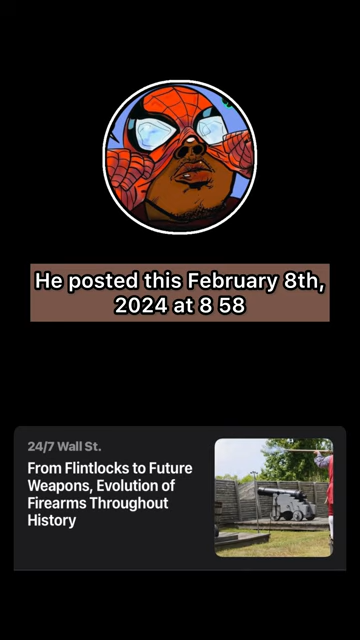 He posted this February 8th,
2024 at 8 58
24/7 Wall St.
From Flintlocks to Future
Weapons, Evolution of
Firearms Throughout
History